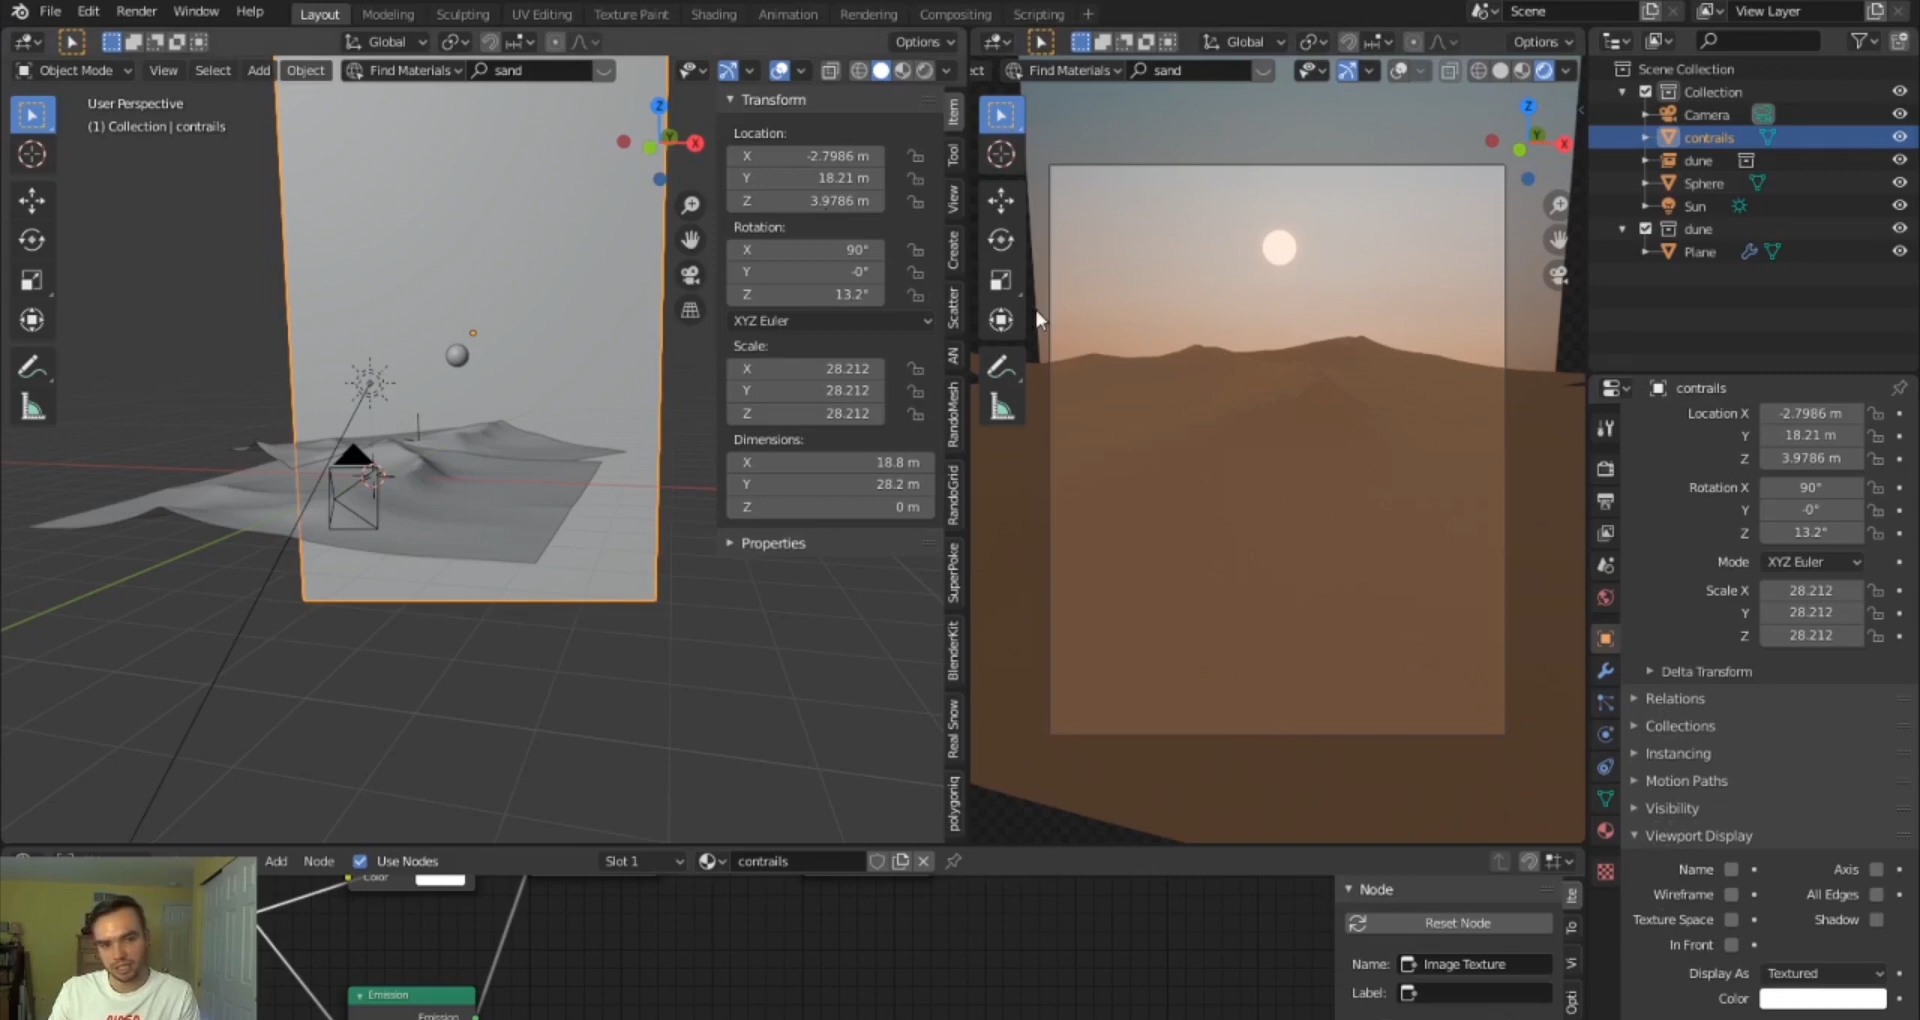 File Edit Render Window Help
Layout Modeling Sculpting UV Editing Texture Paint Shading Animation Rendering Compositing Scripting +
Scene
View Layer
Global
Options
Object Mode View Select Add Object Find Materials sand
User Perspective
(1) Collection | contrails
Z
Y
X
Transform
Location:
X -2.7986 m
Y 18.21 m
Z 3.9786 m
Rotation:
X 90°
Y -0°
Z 13.2°
XYZ Euler
Scale:
X 28.212
Y 28.212
Z 28.212
Dimensions:
X 18.8 m
Y 28.2 m
Z 0 m
Properties
Item
Tool
View
Create
Scatter
AN
RandoMesh
RandoGrid
SuperPoke
BlenderKit
Real Snow
polygoniq
Global
Options
ect Find Materials sand
Z
Y
X
Scene Collection
Collection
Camera
contrails
dune
Sphere
Sun
dune
Plane
contrails
Location X -2.7986 m
Y 18.21 m
Z 3.9786 m
Rotation X 90°
Y -0°
Z 13.2°
Mode XYZ Euler
Scale X 28.212
Y 28.212
Z 28.212
Delta Transform
Relations
Collections
Instancing
Motion Paths
Visibility
Viewport Display
Name Axis
Wireframe All Edges
Texture Space Shadow
In Front
Display As Textured
Color
Add Node Use Nodes Slot 1 contrails
Color
Emission
Emission
Node
Reset Node
Name: Image Texture
Label:
Ite
To
Vi
Opti